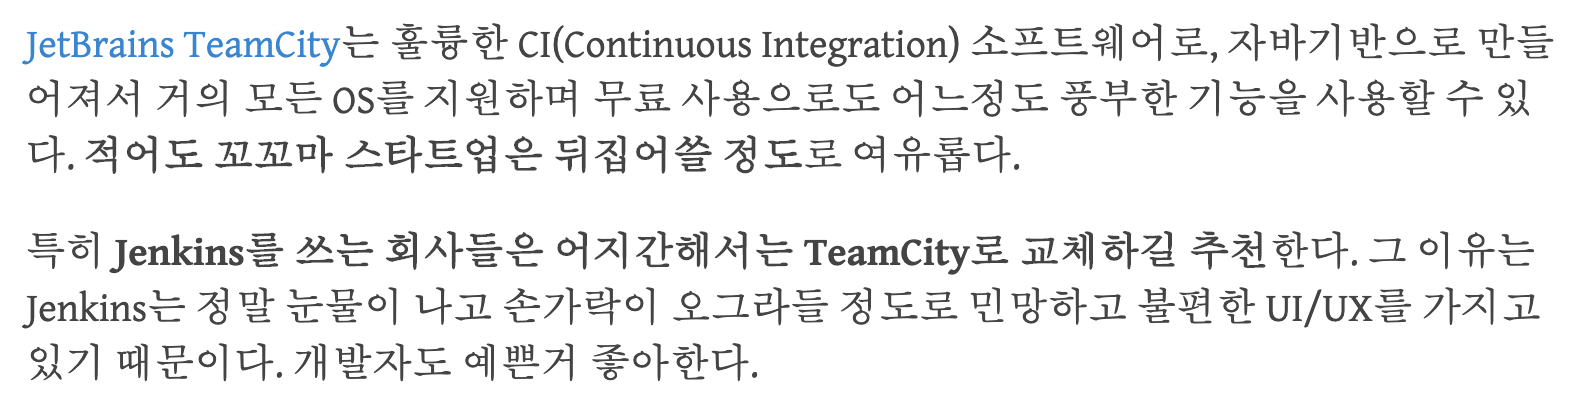 JetBrains TeamCity는 훌륭한 CI(Continuous Integration) 소프트웨어로, 자바기반으로 만들
어져서 거의 모든 OS를 지원하며 무료 사용으로도 어느정도 풍부한 기능을 사용할 수 있
다. 적어도 꼬꼬마 스타트업은 뒤집어쓸 정도로 여유롭다.
특히 Jenkins를 쓰는 회사들은 어지간해서는 TeamCity로 교체하길 추천한다. 그 이유는
Jenkins는 정말 눈물이 나고 손가락이 오그라들 정도로 민망하고 불편한 UI/UX를 가지고
있기 때문이다. 개발자도 예쁜거 좋아한다.